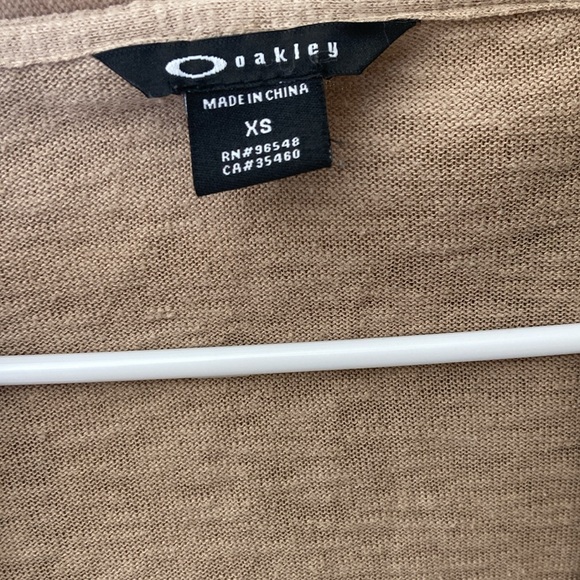 oakley
MADE IN CHINA
XS
RN#96548
CA#35460